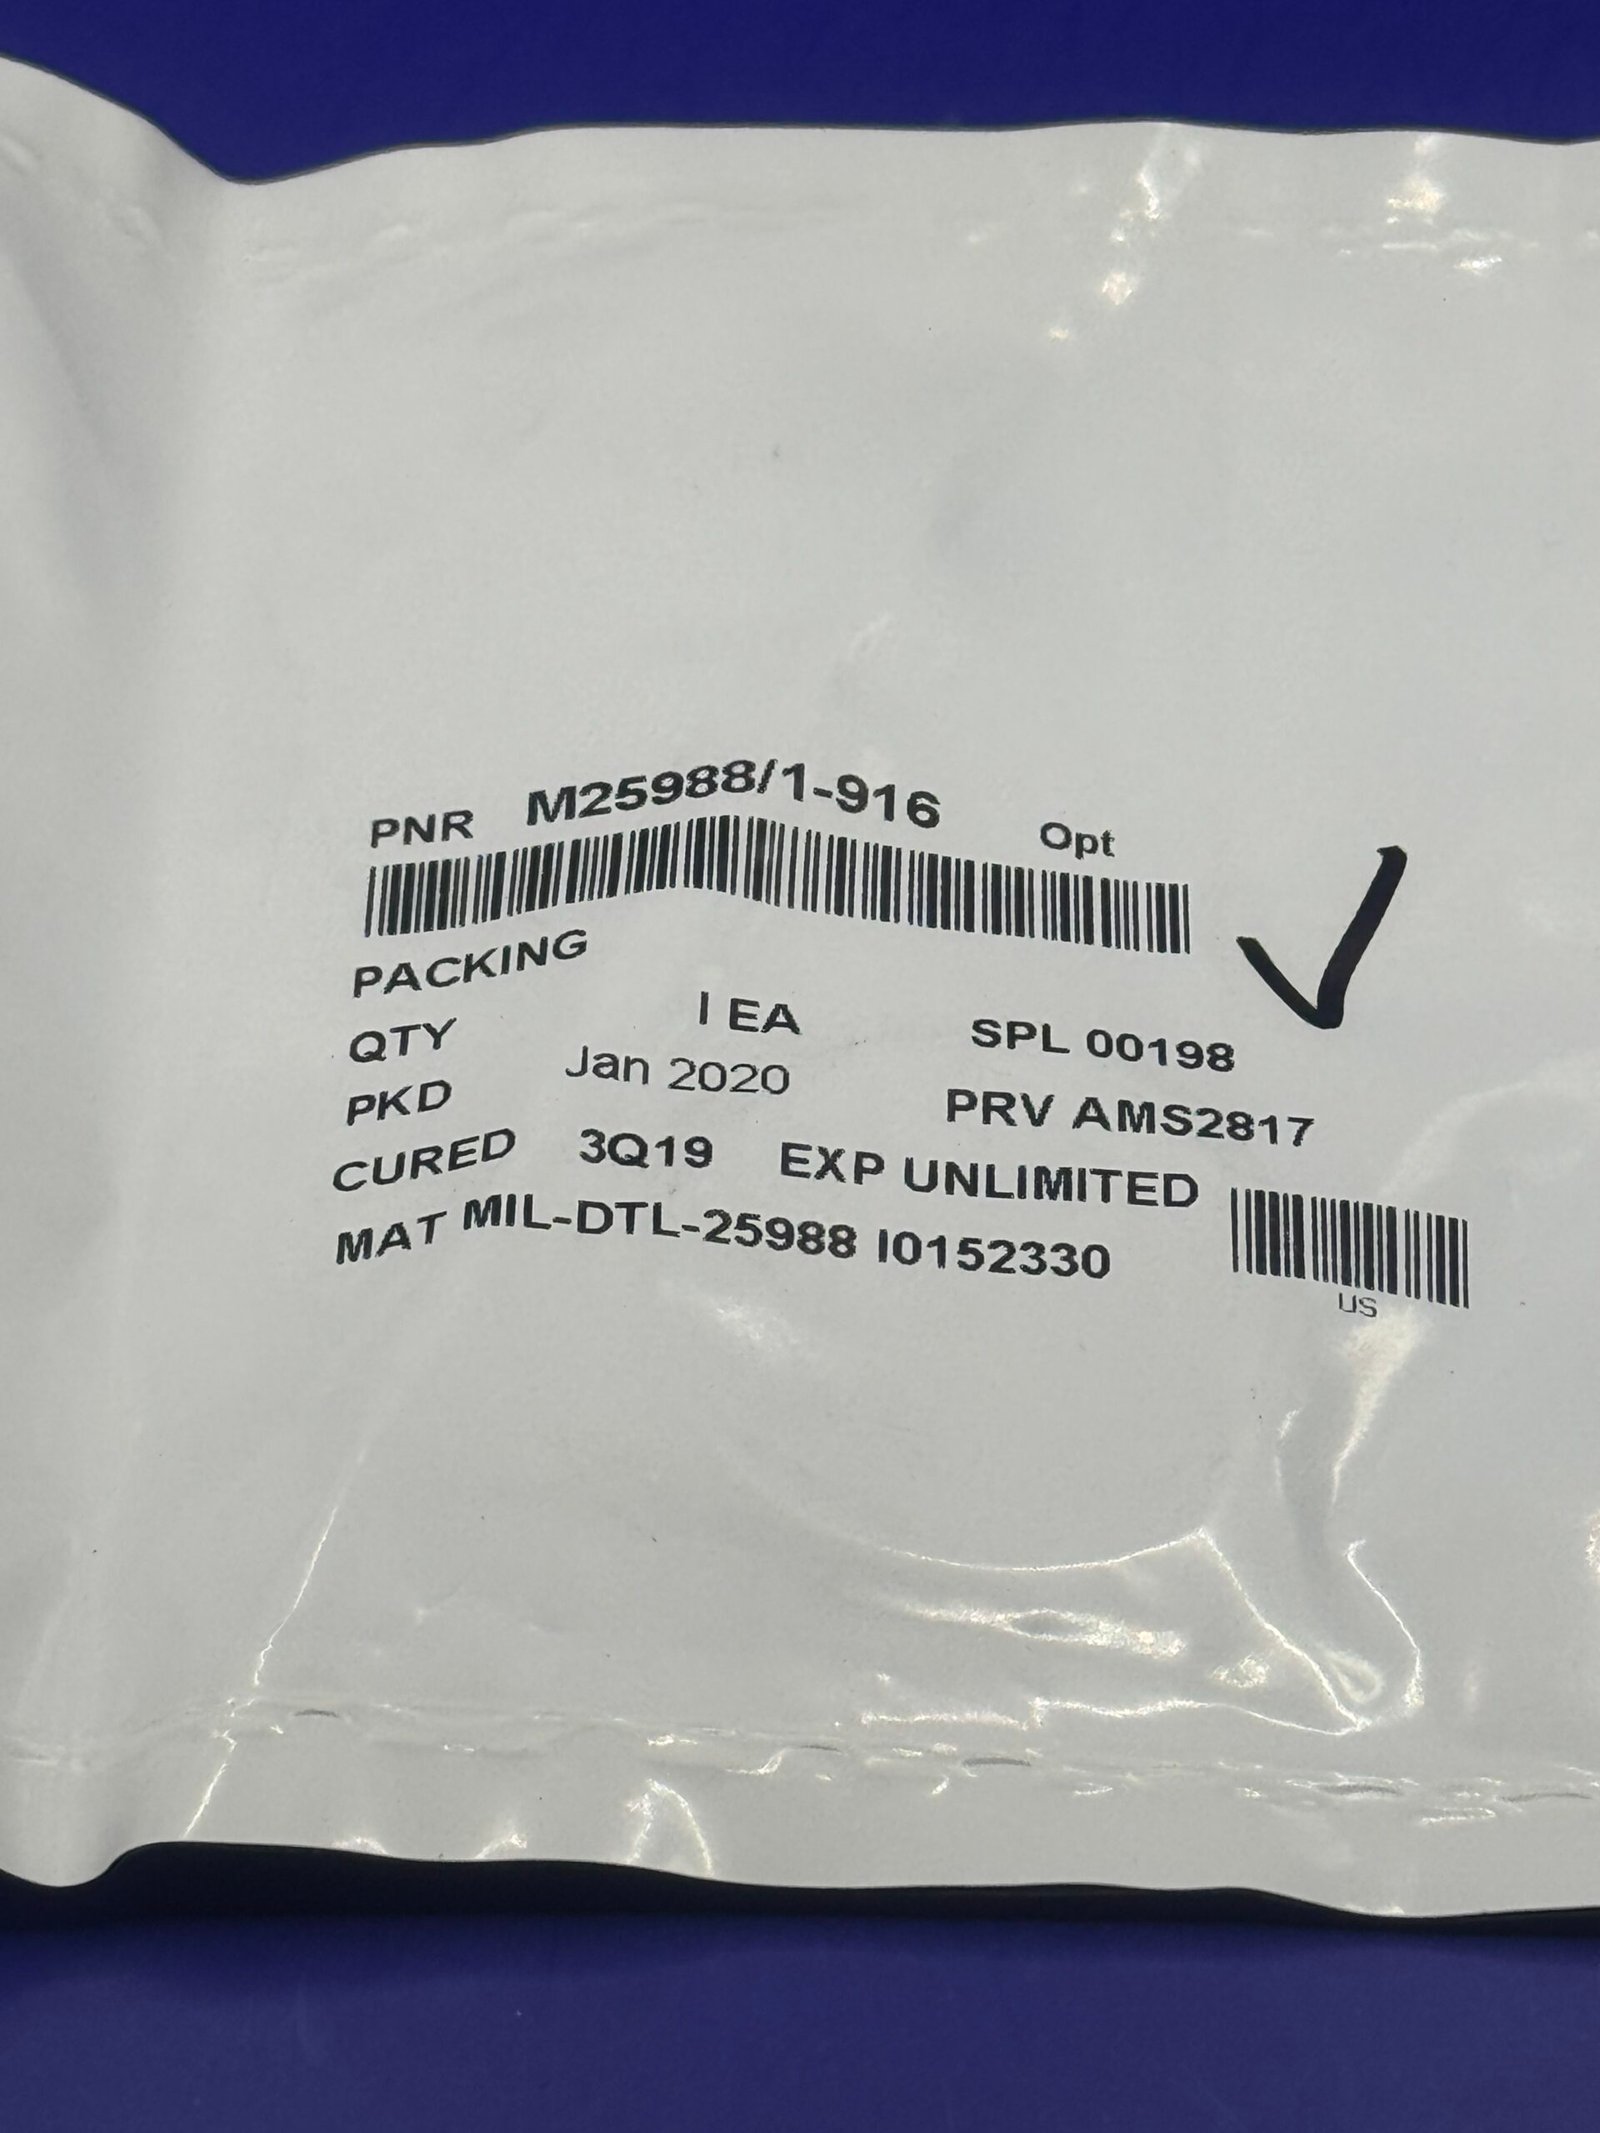 PNR M25988/1-916 Opt
PACKING
QTY I EA SPL 00198
PKD Jan 2020 PRV AMS2817
CURED 3Q19 EXP UNLIMITED
MAT MIL-DTL-25988 I0152330
US